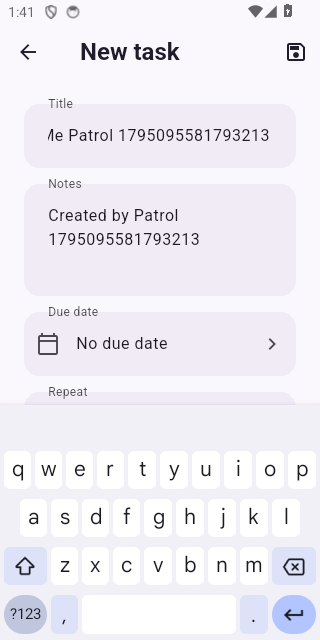 1:41
New task
Title
Me Patrol 1795095581793213
Notes
Created by Patrol
1795095581793213
Due date
No due date
Repeat
q w e r t y u i o p
a s d f g h j k l
z x c v b n m
?123 , .